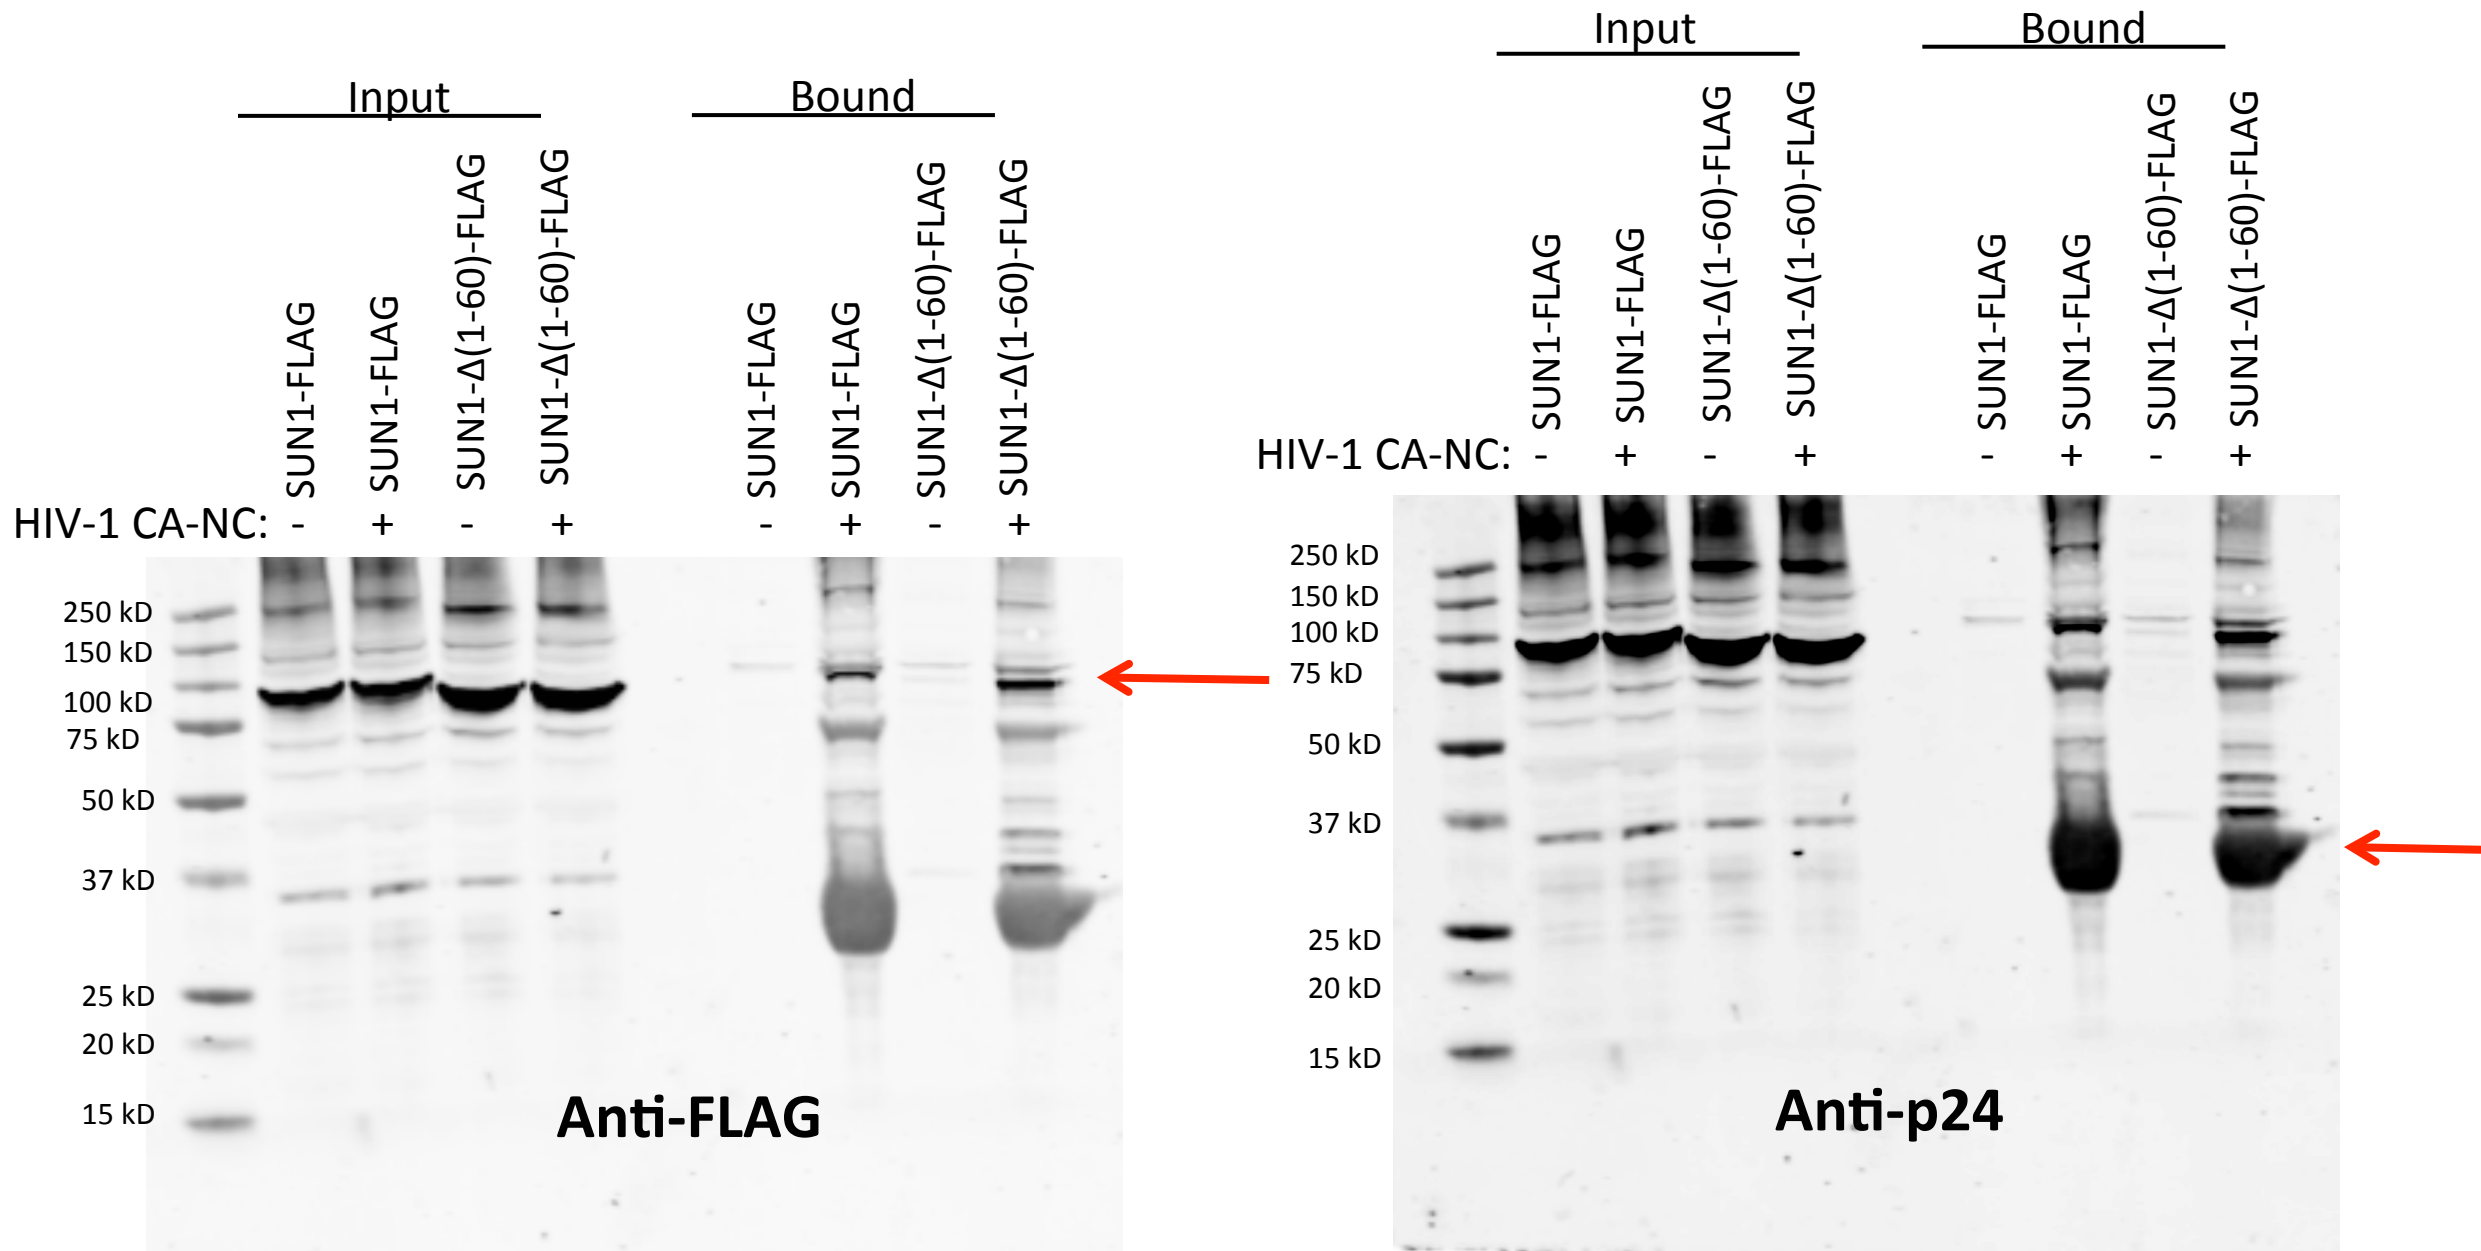 Input
Bound
SUN1-FLAG
SUN1-FLAG
SUN1-Δ(1-60)-FLAG
SUN1-Δ(1-60)-FLAG
SUN1-FLAG
SUN1-FLAG
SUN1-Δ(1-60)-FLAG
SUN1-Δ(1-60)-FLAG
HIV-1 CA-NC: - + - + - + - +
250 kD
150 kD
100 kD
75 kD
50 kD
37 kD
25 kD
20 kD
15 kD
Anti-FLAG
Input
Bound
SUN1-FLAG
SUN1-FLAG
SUN1-Δ(1-60)-FLAG
SUN1-Δ(1-60)-FLAG
SUN1-FLAG
SUN1-FLAG
SUN1-Δ(1-60)-FLAG
SUN1-Δ(1-60)-FLAG
HIV-1 CA-NC: - + - + - + - +
250 kD
150 kD
100 kD
75 kD
50 kD
37 kD
25 kD
20 kD
15 kD
Anti-p24